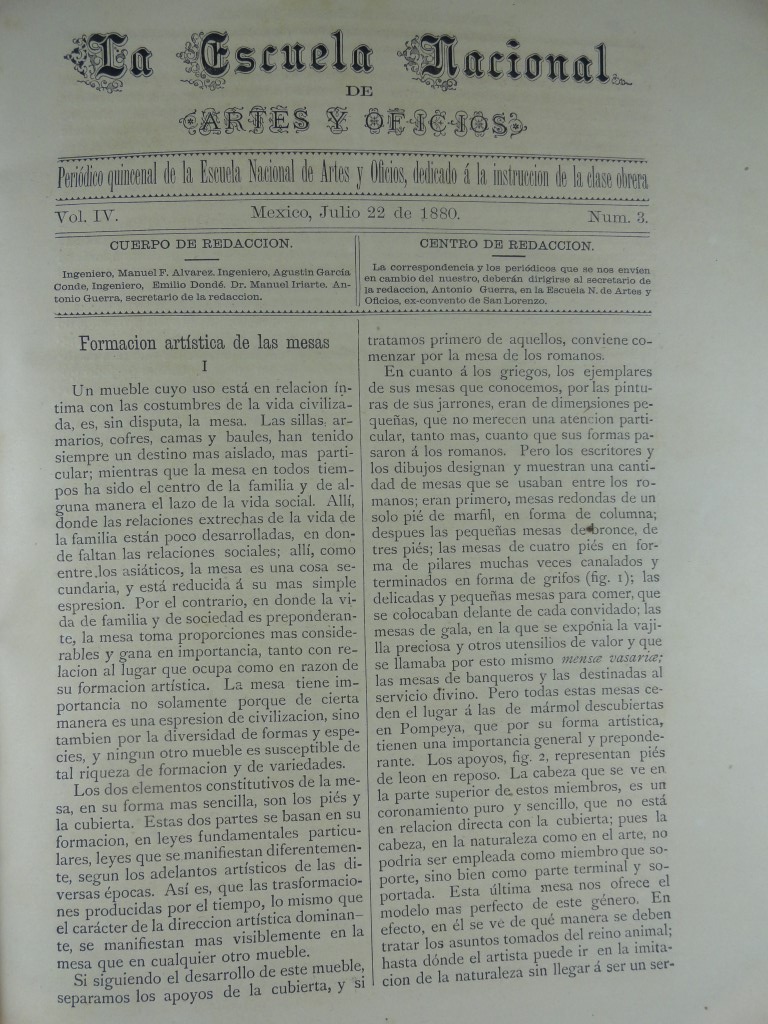 La Escuela Nacional
DE
ARTES Y OFICIOS
Periódico quincenal de la Escuela Nacional de Artes y Oficios, dedicado á la instruccion de la clase obrera
Vol. IV. Mexico, Julio 22 de 1880. Num. 3.
CUERPO DE REDACCION.
Ingeniero, Manuel F. Alvarez. Ingeniero, Agustin García
Conde, Ingeniero, Emilio Dondé. Dr. Manuel Iriarte. An-
tonio Guerra, secretario de la redaccion.
CENTRO DE REDACCION.
La correspondencia y los periódicos que se nos envien
en cambio del nuestro, deberán dirigirse al secretario de
la redaccion, Antonio Guerra, en la Escuela N. de Artes y
Oficios, ex-convento de San Lorenzo.
Formacion artística de las mesas
I
Un mueble cuyo uso está en relacion ín-
tima con las costumbres de la vida civiliza-
da, es, sin disputa, la mesa. Las sillas, ar-
marios, cofres, camas y baules, han tenido
siempre un destino mas aislado, mas parti-
cular; mientras que la mesa en todos tiem-
pos ha sido el centro de la familia y de al-
guna manera el lazo de la vida social. Allí,
donde las relaciones extrechas de la vida de
la familia están poco desarrolladas, en don-
de faltan las relaciones sociales; allí, como
entre los asiáticos, la mesa es una cosa se-
cundaria, y está reducida á su mas simple
espresion. Por el contrario, en donde la vi-
da de familia y de sociedad es preponderan-
te, la mesa toma proporciones mas conside-
rables y gana en importancia, tanto con re-
lacion al lugar que ocupa como en razon de
su formacion artística. La mesa tiene im-
portancia no solamente porque de cierta
manera es una espresion de civilizacion, sino
tambien por la diversidad de formas y espe-
cies, y ningun otro mueble es susceptible de
tal riqueza de formacion y de variedades.
Los dos elementos constitutivos de la me-
sa, en su forma mas sencilla, son los piés y
la cubierta. Estas dos partes se basan en su
formacion, en leyes fundamentales particu-
lares, leyes que se manifiestan diferentemen-
te, segun los adelantos artísticos de las di-
versas épocas. Así es, que las trasformacio-
nes producidas por el tiempo, lo mismo que
el carácter de la direccion artística dominan-
te, se manifiestan mas visiblemente en la
mesa que en cualquier otro mueble.
Si siguiendo el desarrollo de este mueble,
separamos los apoyos de la cubierta, y si
tratamos primero de aquellos, conviene co-
menzar por la mesa de los romanos.
En cuanto á los griegos, los ejemplares
de sus mesas que conocemos, por las pintu-
ras de sus jarrones, eran de dimensiones pe-
queñas, que no merecen una atencion parti-
cular, tanto mas, cuanto que sus formas pa-
saron á los romanos. Pero los escritores y
los dibujos designan y muestran una canti-
dad de mesas que se usaban entre los ro-
manos; eran primero, mesas redondas de un
solo pié de marfil, en forma de columna;
despues las pequeñas mesas de bronce, de
tres piés; las mesas de cuatro piés en for-
ma de pilares muchas veces canalados y
terminados en forma de grifos (fig. 1); las
delicadas y pequeñas mesas para comer, que
se colocaban delante de cada convidado; las
mesas de gala, en la que se exponia la vaji-
lla preciosa y otros utensilios de valor y que
se llamaba por esto mismo mensæ vasariæ;
las mesas de banqueros y las destinadas al
servicio divino. Pero todas estas mesas ce-
den el lugar á las de mármol descubiertas
en Pompeya, que por su forma artística,
tienen una importancia general y preponde-
rante. Los apoyos, fig. 2, representan piés
de leon en reposo. La cabeza que se ve en
la parte superior de estos miembros, es un
coronamiento puro y sencillo, que no está
en relacion directa con la cubierta; pues la
cabeza, en la naturaleza como en el arte, no
podria ser empleada como miembro que so-
porte, sino bien como parte terminal y so-
portada. Esta última mesa nos ofrece el
modelo mas perfecto de este género. En
efecto, en él se ve de qué manera se deben
tratar los asuntos tomados del reino animal;
hasta dónde el artista puede ir en la imita-
cion de la naturaleza sin llegar á ser un ser-